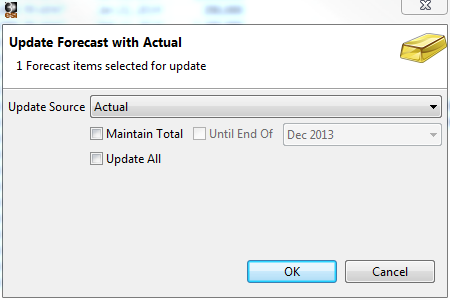 esi
Update Forecast with Actual
1 Forecast items selected for update
Update Source Actual
Maintain Total Until End Of Dec 2013
Update All
OK Cancel